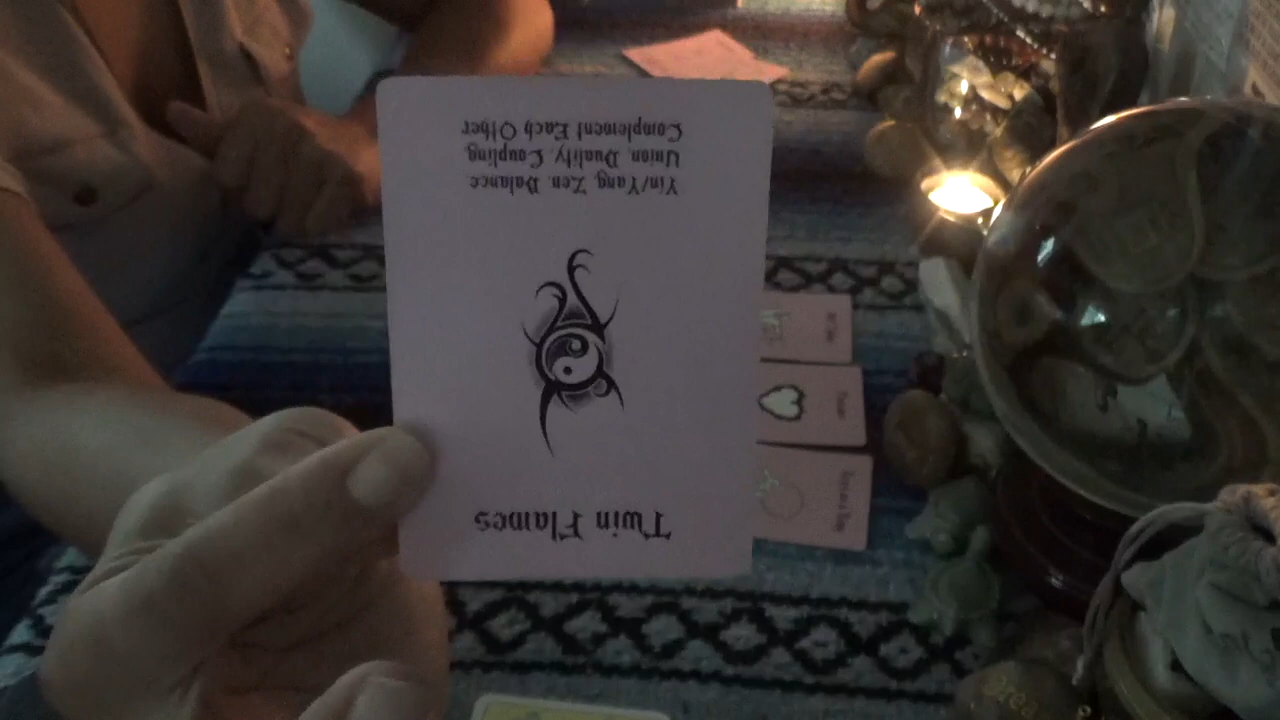 Twin Flames
Yin/Yang, Zen, Balance
Union, Duality, Coupling,
Complement Each Other